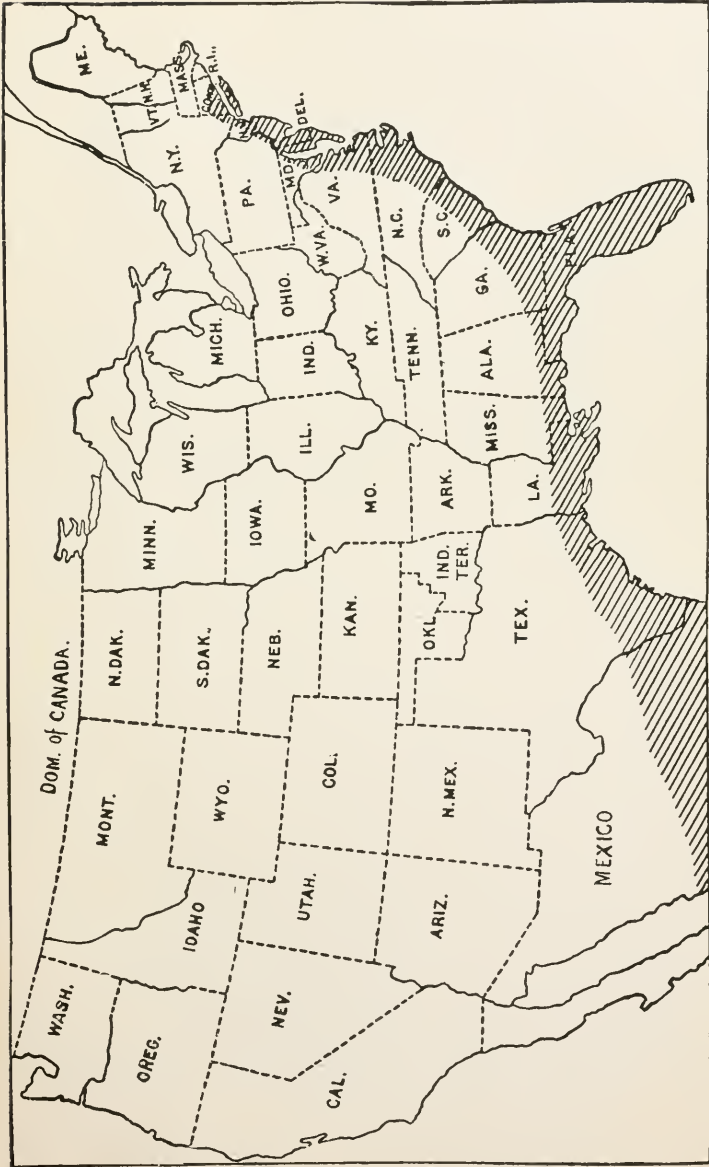 DOM. of CANADA.
WASH.
OREG.
CAL.
NEV.
IDAHO
MONT.
WYO.
UTAH.
COL.
ARIZ.
N.MEX.
N.DAK.
S.DAK.
NEB.
KAN.
OKL.
IND.
TER.
TEX.
MEXICO
MINN.
IOWA.
MO.
ARK.
LA.
WIS.
ILL.
MICH.
IND.
OHIO.
KY.
TENN.
MISS.
ALA.
GA.
FLA.
S.C.
N.C.
VA.
W.VA.
MD.
DEL.
PA.
N.Y.
VT.
N.H.
ME.
MASS.
R.I.
CONN.